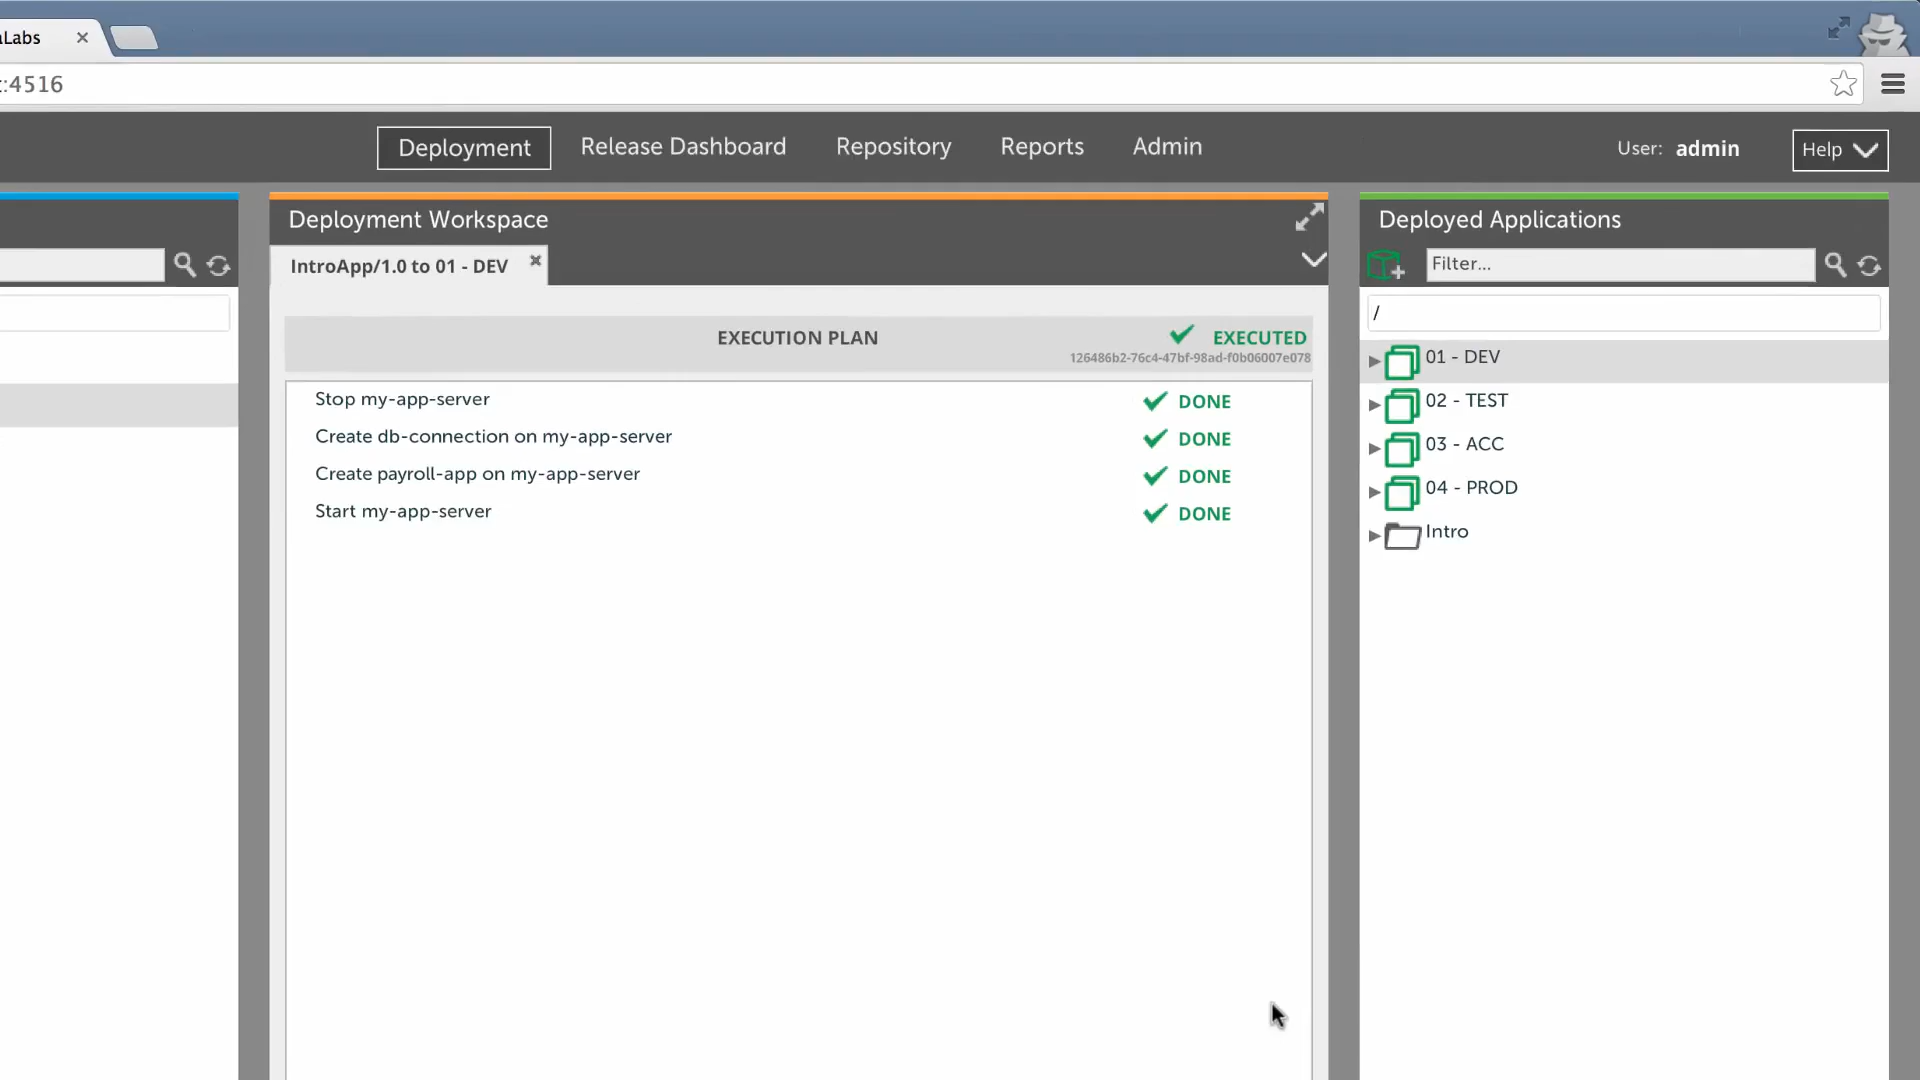 Labs
:4516
Deployment
Release Dashboard
Repository
Reports
Admin
User: admin
Help
Deployment Workspace
IntroApp/1.0 to 01 - DEV
EXECUTION PLAN
EXECUTED
126486b2-76c4-47bf-98ad-f0b06007e078
Stop my-app-server DONE
Create db-connection on my-app-server DONE
Create payroll-app on my-app-server DONE
Start my-app-server DONE
Deployed Applications
Filter...
/
01 - DEV
02 - TEST
03 - ACC
04 - PROD
Intro